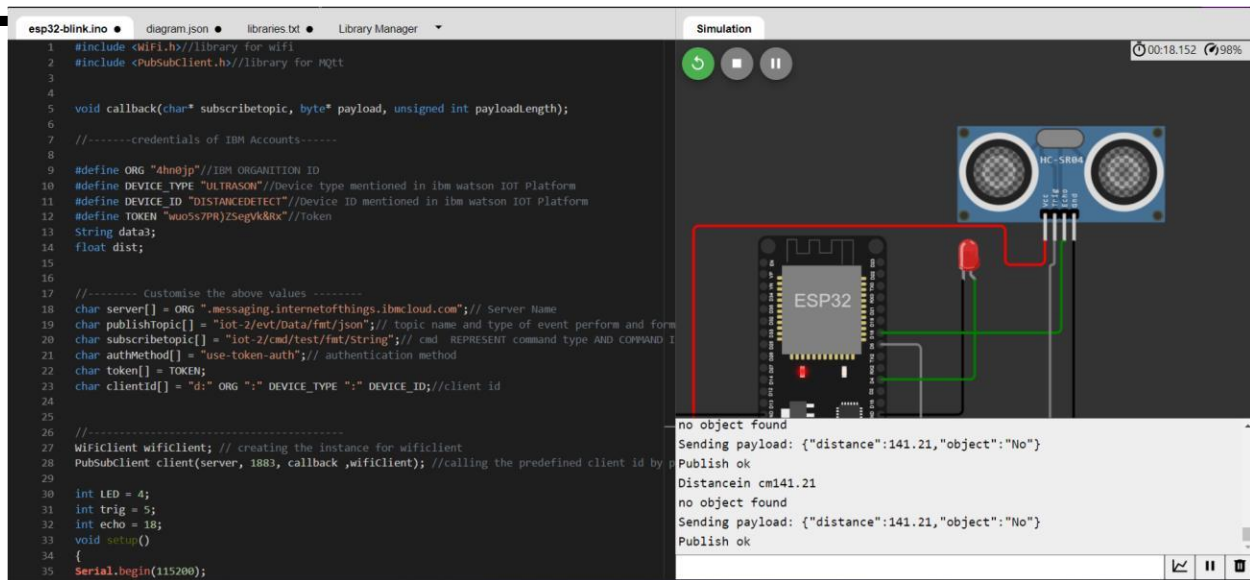 esp32-blink.ino ● diagram.json ● libraries.txt ● Library Manager
1 #include <WiFi.h>//library for wifi
2 #include <PubSubClient.h>//library for MQtt
3
4
5 void callback(char* subscribetopic, byte* payload, unsigned int payloadLength);
6
7 //-------credentials of IBM Accounts------
8
9 #define ORG "4hn0jp"//IBM ORGANITION ID
10 #define DEVICE_TYPE "ULTRASON"//Device type mentioned in ibm watson IOT Platform
11 #define DEVICE_ID "DISTANCEDETECT"//Device ID mentioned in ibm watson IOT Platform
12 #define TOKEN "wuo5s7PR)ZSegVk&Rx"//Token
13 String data3;
14 float dist;
15
16
17 //-------- Customise the above values --------
18 char server[] = ORG ".messaging.internetofthings.ibmcloud.com";// Server Name
19 char publishTopic[] = "iot-2/evt/Data/fmt/json";// topic name and type of event perform and form
20 char subscribetopic[] = "iot-2/cmd/test/fmt/String";// cmd REPRESENT command type AND COMMAND I
21 char authMethod[] = "use-token-auth";// authentication method
22 char token[] = TOKEN;
23 char clientId[] = "d:" ORG ":" DEVICE_TYPE ":" DEVICE_ID;//client id
24
25
26 //-----------------------------------------
27 WiFiClient wifiClient; // creating the instance for wificlient
28 PubSubClient client(server, 1883, callback ,wifiClient); //calling the predefined client id by p
29
30 int LED = 4;
31 int trig = 5;
32 int echo = 18;
33 void setup()
34 {
35 Serial.begin(115200);
Simulation
00:18.152 98%
HC-SR04
Vcc
Trig
Echo
Gnd
ESP32
no object found
Sending payload: {"distance":141.21,"object":"No"}
Publish ok
Distancein cm141.21
no object found
Sending payload: {"distance":141.21,"object":"No"}
Publish ok